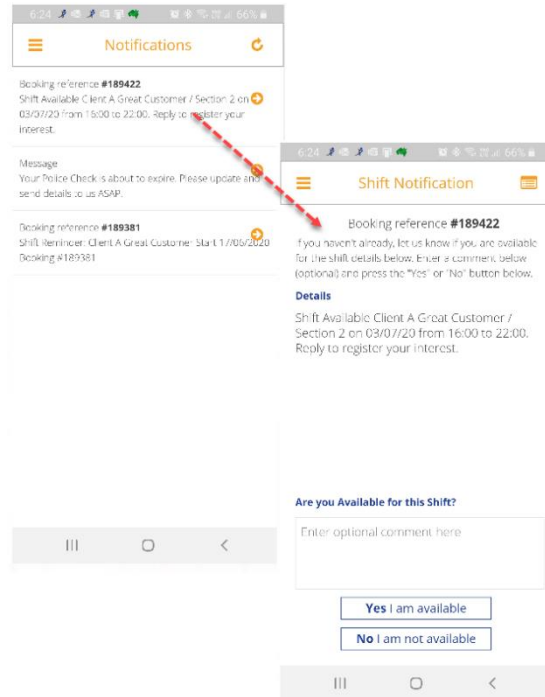 6:24
66%
Notifications
Booking reference #189422
Shift Available Client A Great Customer / Section 2 on
03/07/20 from 16:00 to 22:00. Reply to register your
interest.
Message
Your Police Check is about to expire. Please update and
send details to us ASAP.
Booking reference #189381
Shift Reminder: Client A Great Customer Start 17/06/2020
Booking #189381
6:24
66%
Shift Notification
Booking reference #189422
If you haven't already, let us know if you are available
for the shift details below. Enter a comment below
(optional) and press the "Yes" or "No" button below.
Details
Shift Available Client A Great Customer /
Section 2 on 03/07/20 from 16:00 to 22:00.
Reply to register your interest.
Are you Available for this Shift?
Enter optional comment here
Yes I am available
No I am not available